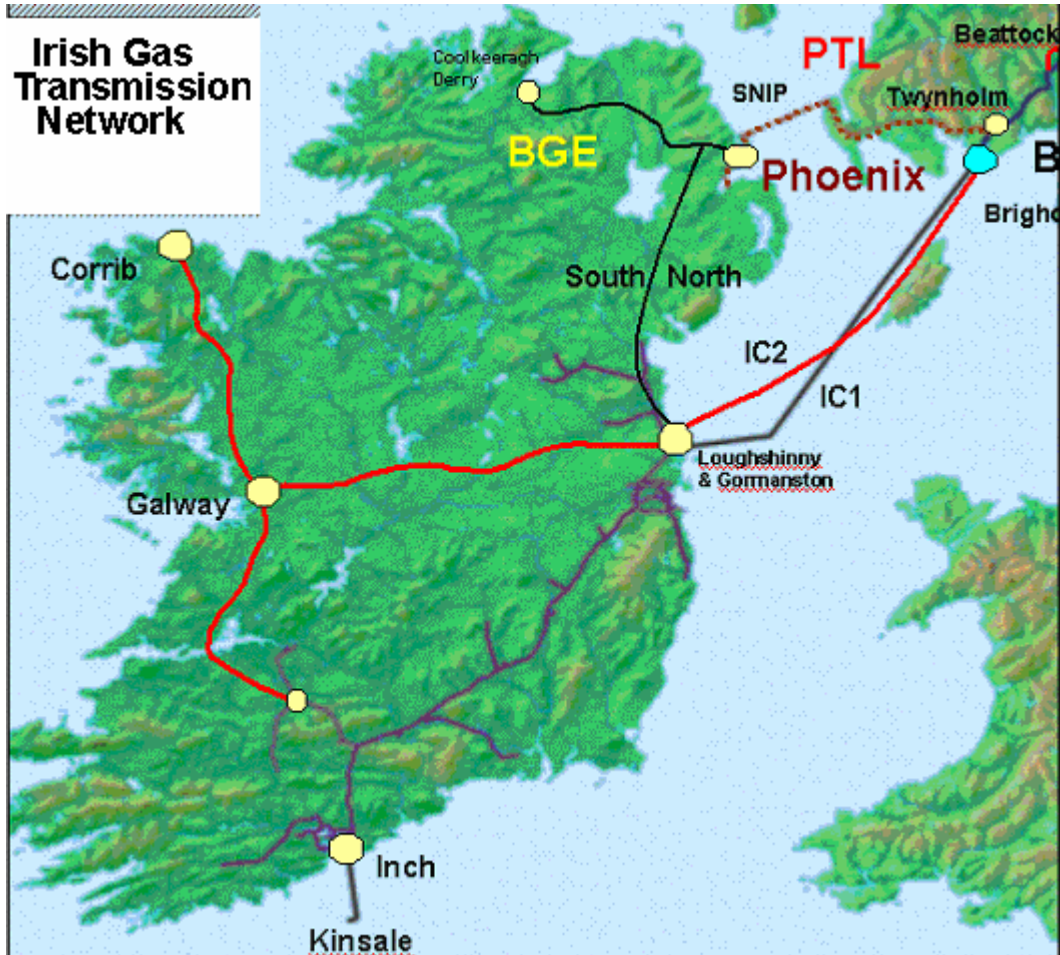 Irish Gas
Transmission
Network
Coolkeeragh
Derry
PTL
Beattock
SNIP
Twynholm
BGE
Phoenix
B
Brigho
Corrib
South North
IC2
IC1
Loughshinny
& Gormanston
Galway
Inch
Kinsale